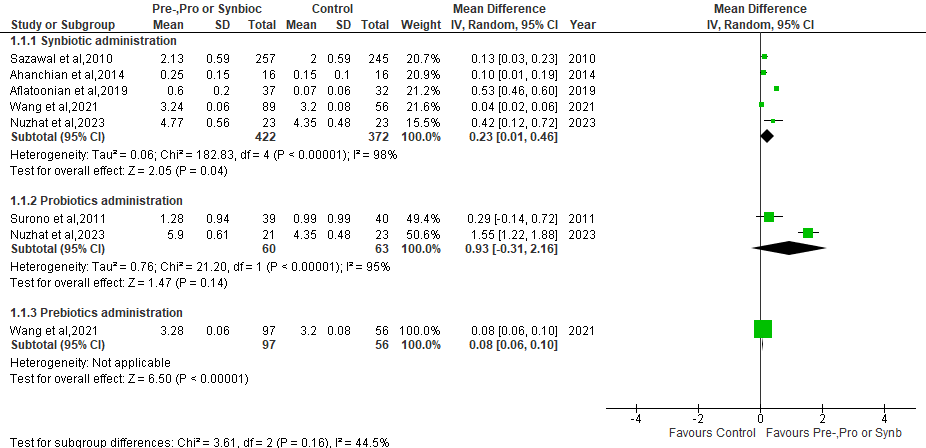 Pre-,Pro or Synbioc Control Mean Difference Mean Difference
Study or Subgroup Mean SD Total Mean SD Total Weight IV, Random, 95% CI Year IV, Random, 95% CI
1.1.1 Synbiotic administration
Sazawal et al,2010 2.13 0.59 257 2 0.59 245 20.7% 0.13 [0.03, 0.23] 2010
Ahanchian et al,2014 0.25 0.15 16 0.15 0.1 16 20.9% 0.10 [0.01, 0.19] 2014
Aflatoonian et al,2019 0.6 0.2 37 0.07 0.06 32 21.2% 0.53 [0.46, 0.60] 2019
Wang et al,2021 3.24 0.06 89 3.2 0.08 56 21.6% 0.04 [0.02, 0.06] 2021
Nuzhat et al,2023 4.77 0.56 23 4.35 0.48 23 15.5% 0.42 [0.12, 0.72] 2023
Subtotal (95% CI) 422 372 100.0% 0.23 [0.01, 0.46]
Heterogeneity: Tau² = 0.06; Chi² = 182.83, df = 4 (P < 0.00001); I² = 98%
Test for overall effect: Z = 2.05 (P = 0.04)
1.1.2 Probiotics administration
Surono et al,2011 1.28 0.94 39 0.99 0.99 40 49.4% 0.29 [-0.14, 0.72] 2011
Nuzhat et al,2023 5.9 0.61 21 4.35 0.48 23 50.6% 1.55 [1.22, 1.88] 2023
Subtotal (95% CI) 60 63 100.0% 0.93 [-0.31, 2.16]
Heterogeneity: Tau² = 0.76; Chi² = 21.20, df = 1 (P < 0.00001); I² = 95%
Test for overall effect: Z = 1.47 (P = 0.14)
1.1.3 Prebiotics administration
Wang et al,2021 3.28 0.06 97 3.2 0.08 56 100.0% 0.08 [0.06, 0.10] 2021
Subtotal (95% CI) 97 56 100.0% 0.08 [0.06, 0.10]
Heterogeneity: Not applicable
Test for overall effect: Z = 6.50 (P < 0.00001)
-4 -2 0 2 4
Favours Control Favours Pre-,Pro or Synb
Test for subgroup differences: Chi² = 3.61, df = 2 (P = 0.16), I² = 44.5%